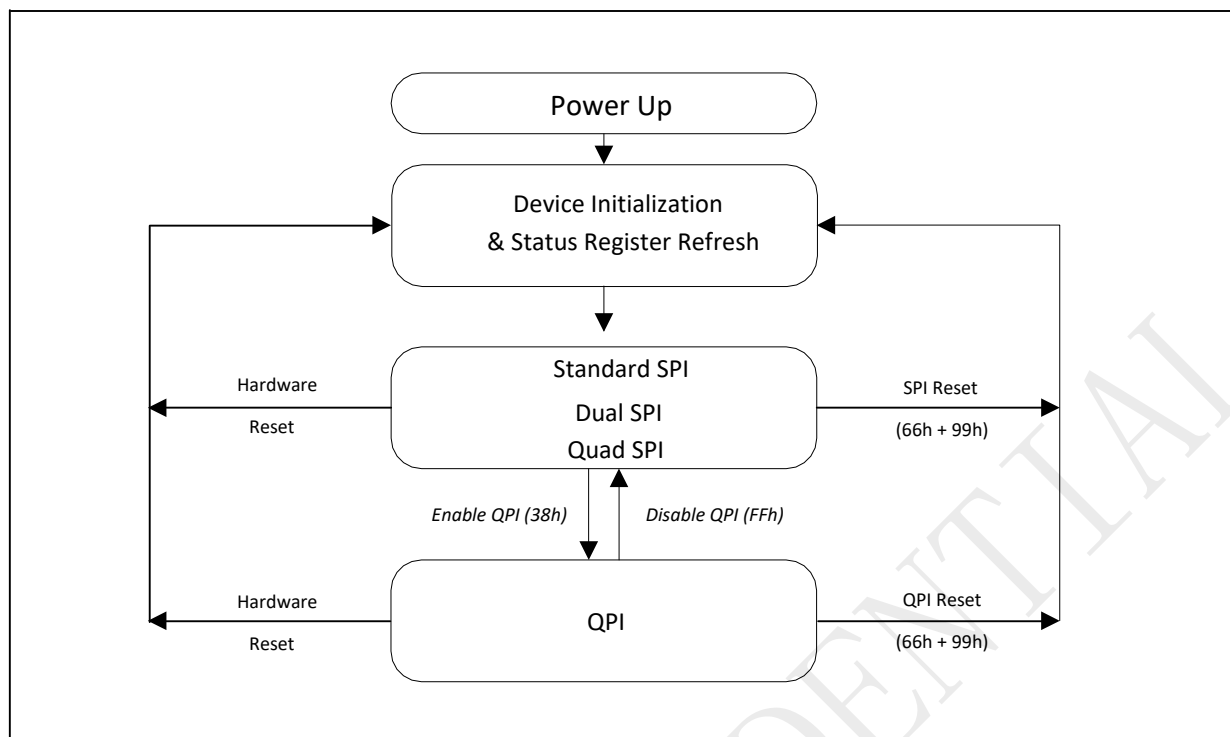 Power Up
Device Initialization
& Status Register Refresh
Standard SPI
Dual SPI
Quad SPI
Hardware
Reset
SPI Reset
(66h + 99h)
Enable QPI (38h)
Disable QPI (FFh)
QPI
Hardware
Reset
QPI Reset
(66h + 99h)
DENTIAI